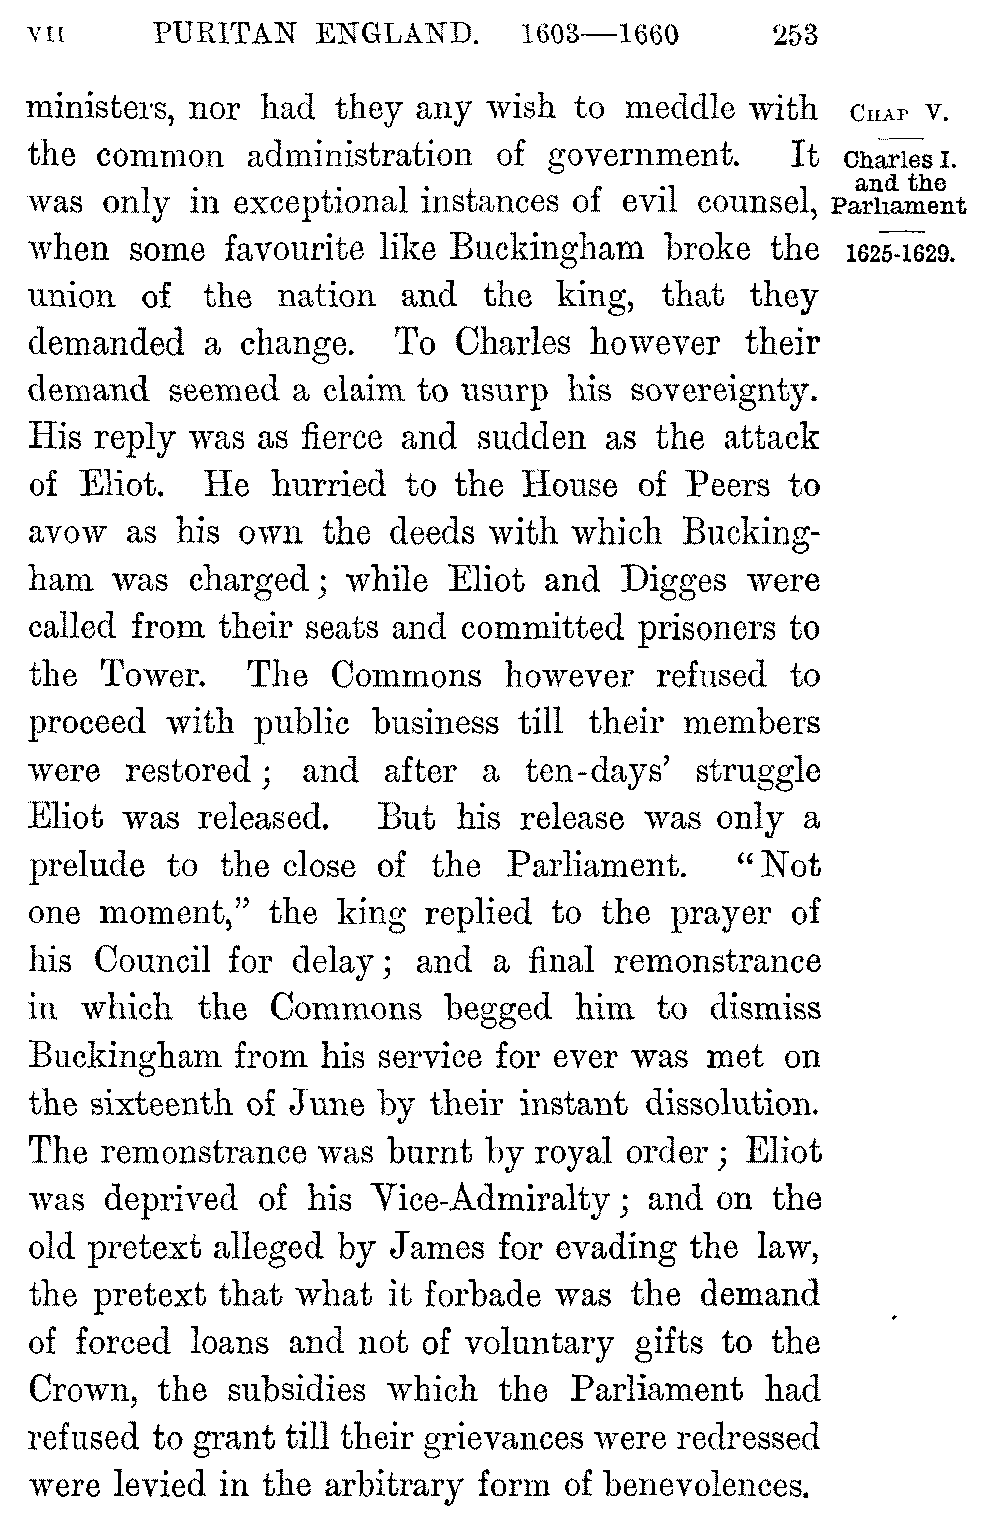 VII PURITAN ENGLAND. 1603—1660 253
ministers, nor had they any wish to meddle with
the common administration of government. It
was only in exceptional instances of evil counsel,
when some favourite like Buckingham broke the
union of the nation and the king, that they
demanded a change. To Charles however their
demand seemed a claim to usurp his sovereignty.
His reply was as fierce and sudden as the attack
of Eliot. He hurried to the House of Peers to
avow as his own the deeds with which Bucking-
ham was charged; while Eliot and Digges were
called from their seats and committed prisoners to
the Tower. The Commons however refused to
proceed with public business till their members
were restored; and after a ten-days’ struggle
Eliot was released. But his release was only a
prelude to the close of the Parliament. “Not
one moment,” the king replied to the prayer of
his Council for delay; and a final remonstrance
in which the Commons begged him to dismiss
Buckingham from his service for ever was met on
the sixteenth of June by their instant dissolution.
The remonstrance was burnt by royal order; Eliot
was deprived of his Vice-Admiralty; and on the
old pretext alleged by James for evading the law,
the pretext that what it forbade was the demand
of forced loans and not of voluntary gifts to the
Crown, the subsidies which the Parliament had
refused to grant till their grievances were redressed
were levied in the arbitrary form of benevolences.
CHAP V.
Charles I.
and the
Parliament
1625-1629.